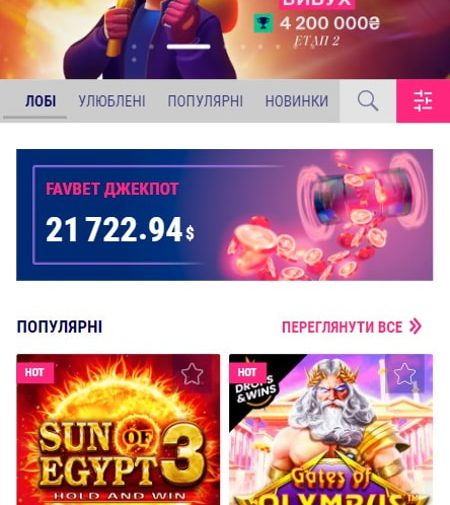 ВИБУХ
4 200 000₴
ЕТАП 2
ЛОБІ УЛЮБЛЕНІ ПОПУЛЯРНІ НОВИНКИ
FAVBET ДЖЕКПОТ
21 722.94 $
ПОПУЛЯРНІ ПЕРЕГЛЯНУТИ ВСЕ
HOT
SUN OF EGYPT 3
HOLD AND WIN
HOT
DROPS & WINS
Gates of
OLYMPUS™